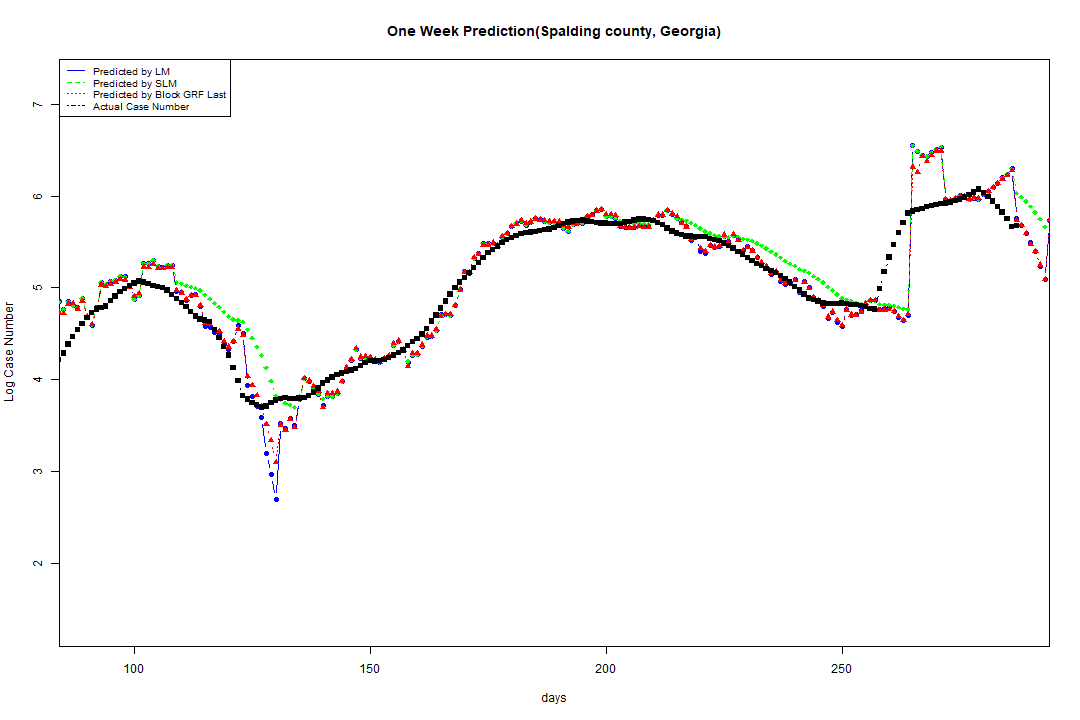 One Week Prediction(Spalding county, Georgia)
Predicted by LM
Predicted by SLM
Predicted by Block GRF Last
Actual Case Number
7
6
5
4
3
2
Log Case Number
100 150 200 250
days